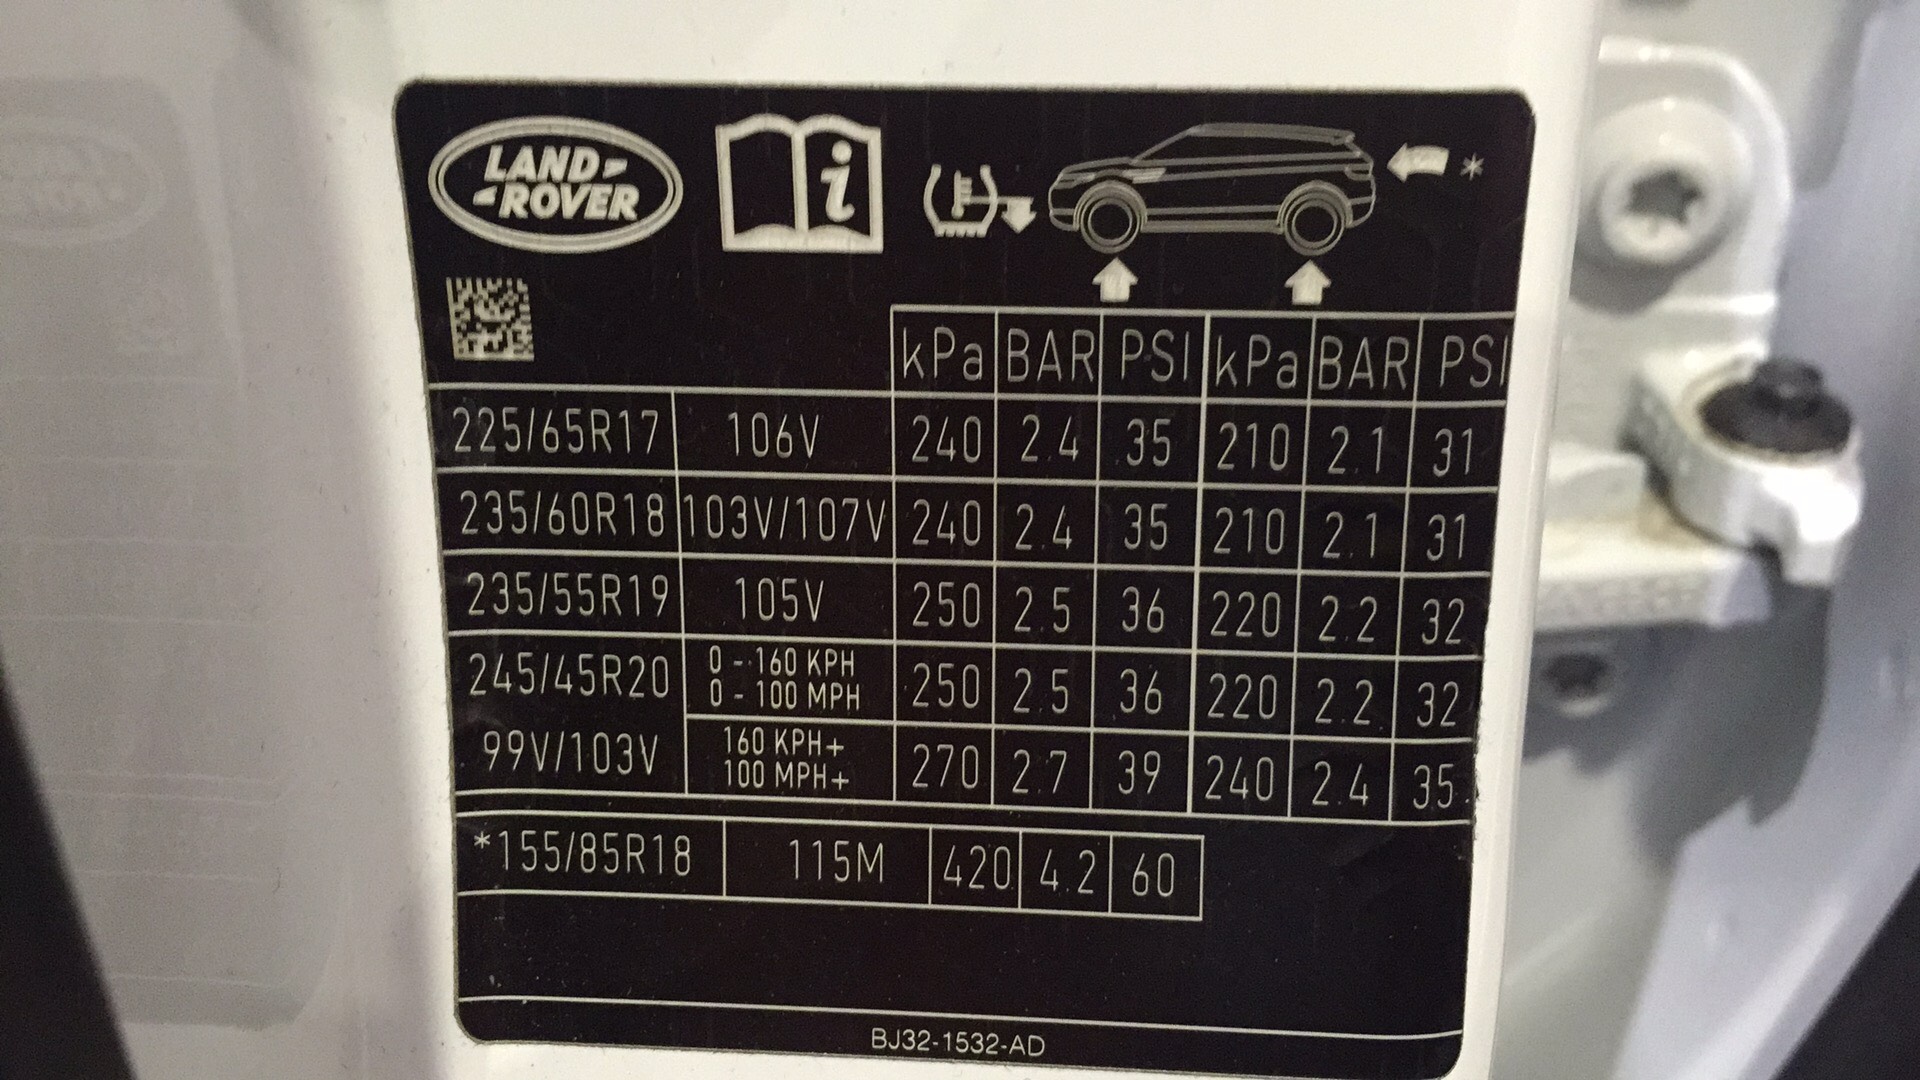 LAND
ROVER
i
*
kPa BAR PSI kPa BAR PSI
225/65R17 106V 240 2.4 35 210 2.1 31
235/60R18 103V/107V 240 2.4 35 210 2.1 31
235/55R19 105V 250 2.5 36 220 2.2 32
245/45R20 0 - 160 KPH
0 - 100 MPH 250 2.5 36 220 2.2 32
99V/103V 160 KPH+
100 MPH+ 270 2.7 39 240 2.4 35
*155/85R18 115M 420 4.2 60
BJ32-1532-AD